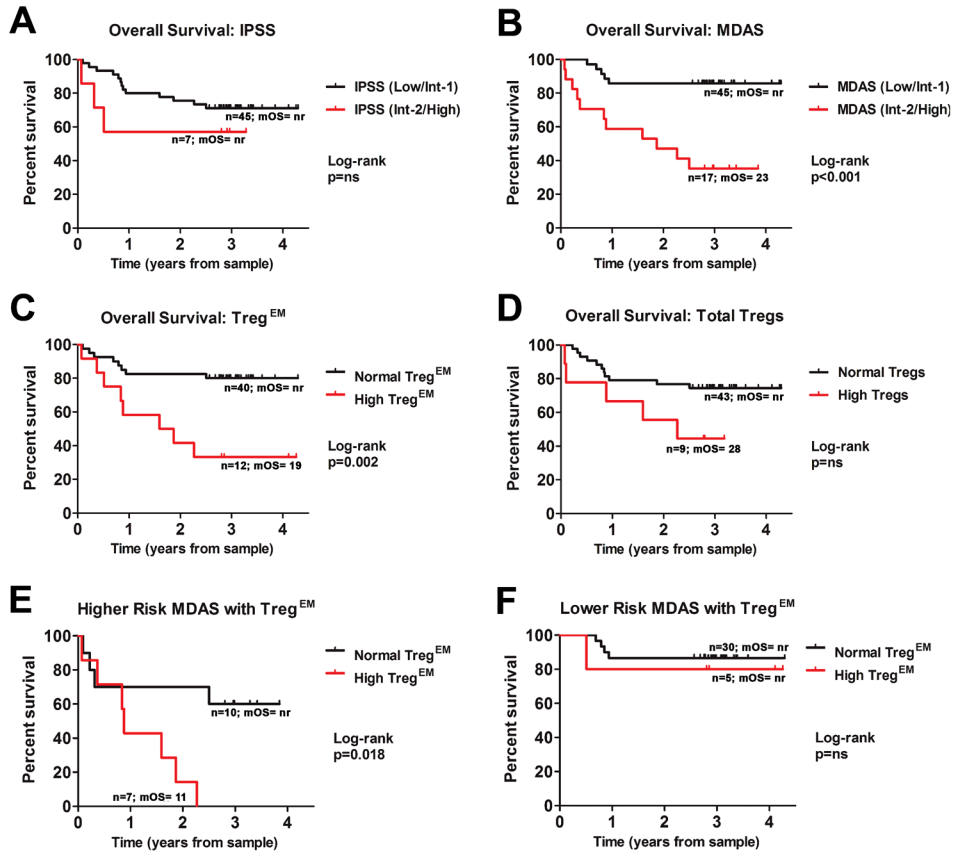 A
Overall Survival: IPSS
Percent survival
100
80
60
40
20
0
0 1 2 3 4
Time (years from sample)
n=45; mOS= nr
n=7; mOS= nr
IPSS (Low/Int-1)
IPSS (Int-2/High)
Log-rank
p=ns
B
Overall Survival: MDAS
Percent survival
100
80
60
40
20
0
0 1 2 3 4
Time (years from sample)
n=45; mOS= nr
n=17; mOS= 23
MDAS (Low/Int-1)
MDAS (Int-2/High)
Log-rank
p<0.001
C
Overall Survival: Treg EM
Percent survival
100
80
60
40
20
0
0 1 2 3 4
Time (years from sample)
n=40; mOS= nr
n=12; mOS= 19
Normal Treg EM
High Treg EM
Log-rank
p=0.002
D
Overall Survival: Total Tregs
Percent survival
100
80
60
40
20
0
0 1 2 3 4
Time (years from sample)
n=43; mOS= nr
n=9; mOS= 28
Normal Tregs
High Tregs
Log-rank
p=ns
E
Higher Risk MDAS with Treg EM
Percent survival
100
80
60
40
20
0
0 1 2 3 4
Time (years from sample)
n=10; mOS= nr
n=7; mOS= 11
Normal Treg EM
High Treg EM
Log-rank
p=0.018
F
Lower Risk MDAS with Treg EM
Percent survival
100
80
60
40
20
0
0 1 2 3 4
Time (years from sample)
n=30; mOS= nr
n=5; mOS= nr
Normal Treg EM
High Treg EM
Log-rank
p=ns